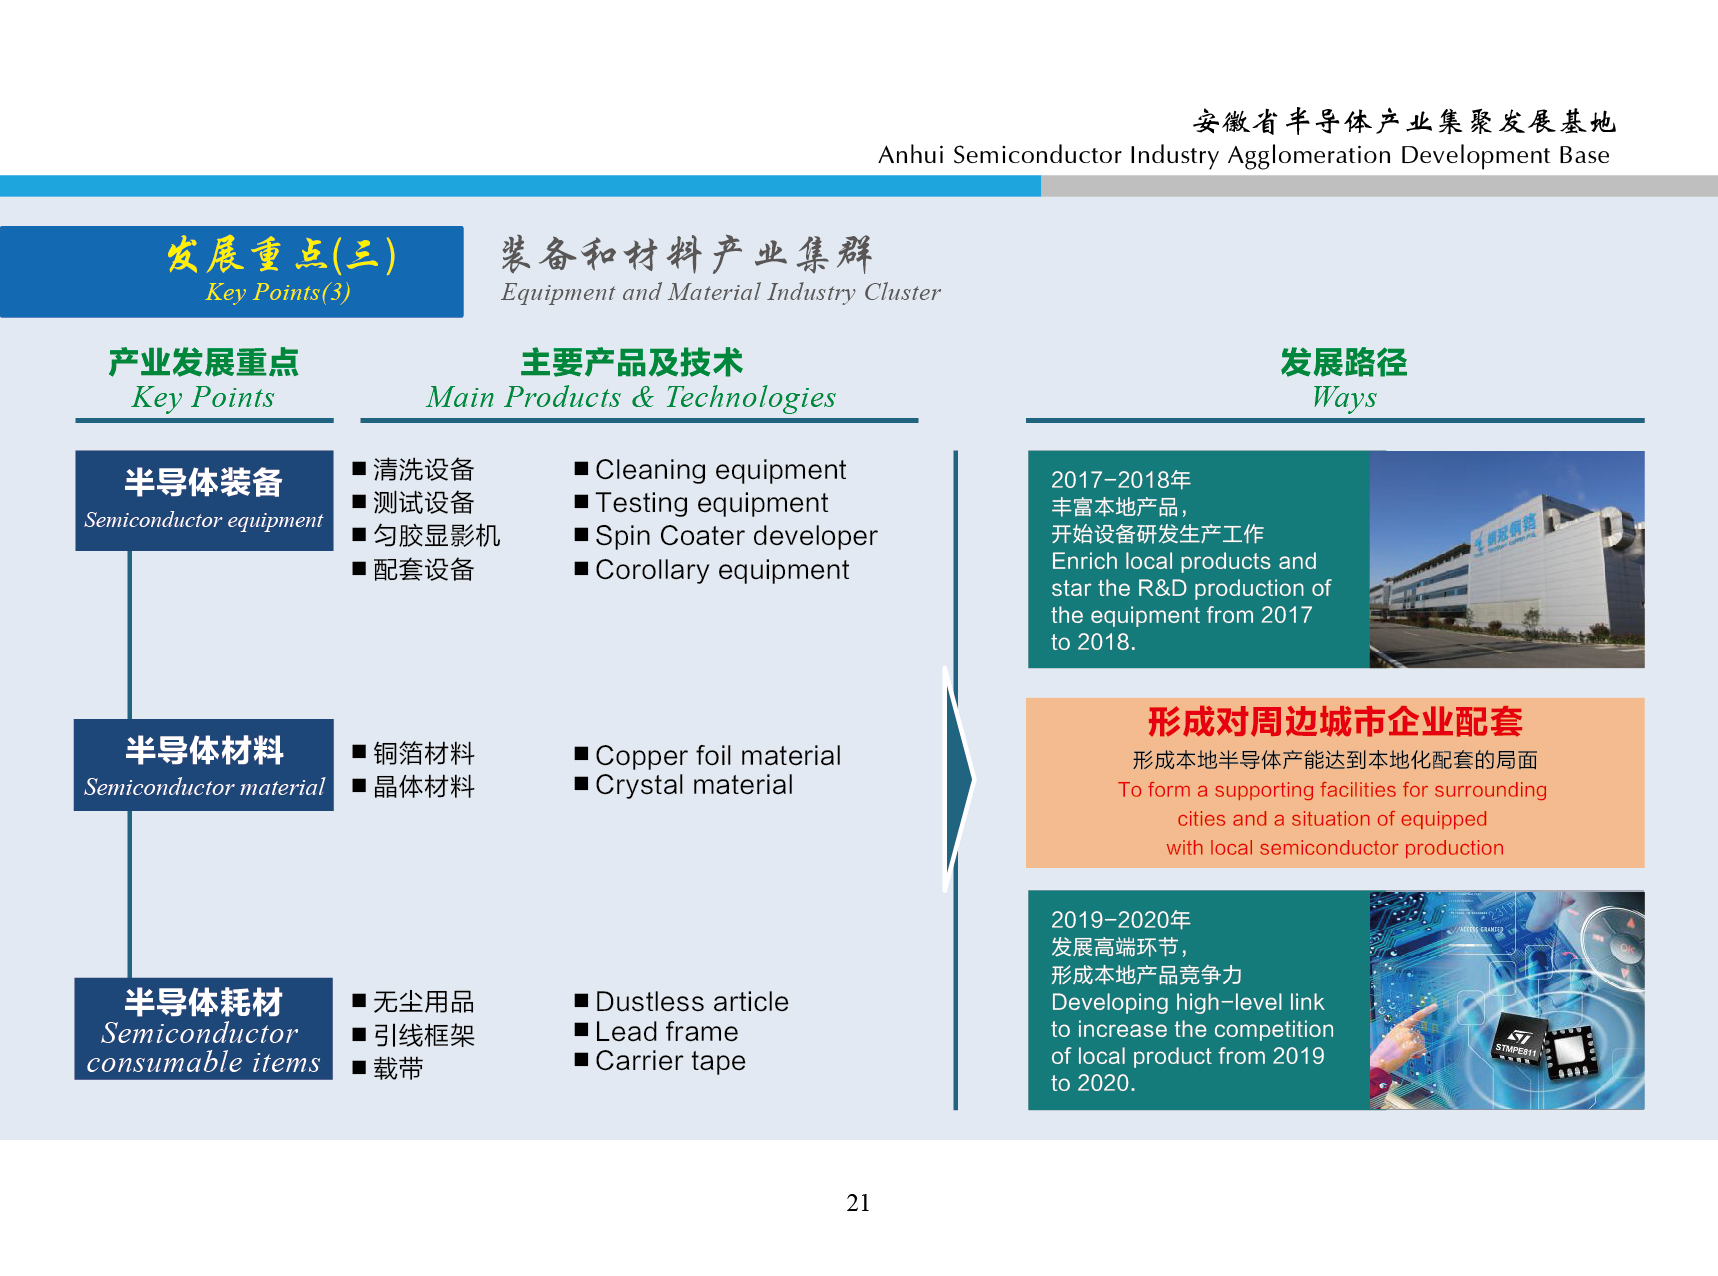 安徽省半导体产业集聚发展基地
Anhui Semiconductor Industry Agglomeration Development Base
发展重点(三)
Key Points(3)
装备和材料产业集群
Equipment and Material Industry Cluster
产业发展重点
Key Points
主要产品及技术
Main Products & Technologies
发展路径
Ways
半导体装备
Semiconductor equipment
■ 清洗设备
■ 测试设备
■ 匀胶显影机
■ 配套设备
■ Cleaning equipment
■ Testing equipment
■ Spin Coater developer
■ Corollary equipment
半导体材料
Semiconductor material
■ 铜箔材料
■ 晶体材料
■ Copper foil material
■ Crystal material
半导体耗材
Semiconductor
consumable items
■ 无尘用品
■ 引线框架
■ 载带
■ Dustless article
■ Lead frame
■ Carrier tape
2017-2018年
丰富本地产品，
开始设备研发生产工作
Enrich local products and
star the R&D production of
the equipment from 2017
to 2018.
形成对周边城市企业配套
形成本地半导体产能达到本地化配套的局面
To form a supporting facilities for surrounding
cities and a situation of equipped
with local semiconductor production
2019-2020年
发展高端环节，
形成本地产品竞争力
Developing high-level link
to increase the competition
of local product from 2019
to 2020.
ACCESS GRANTED
OK
ST
STMPE811
21